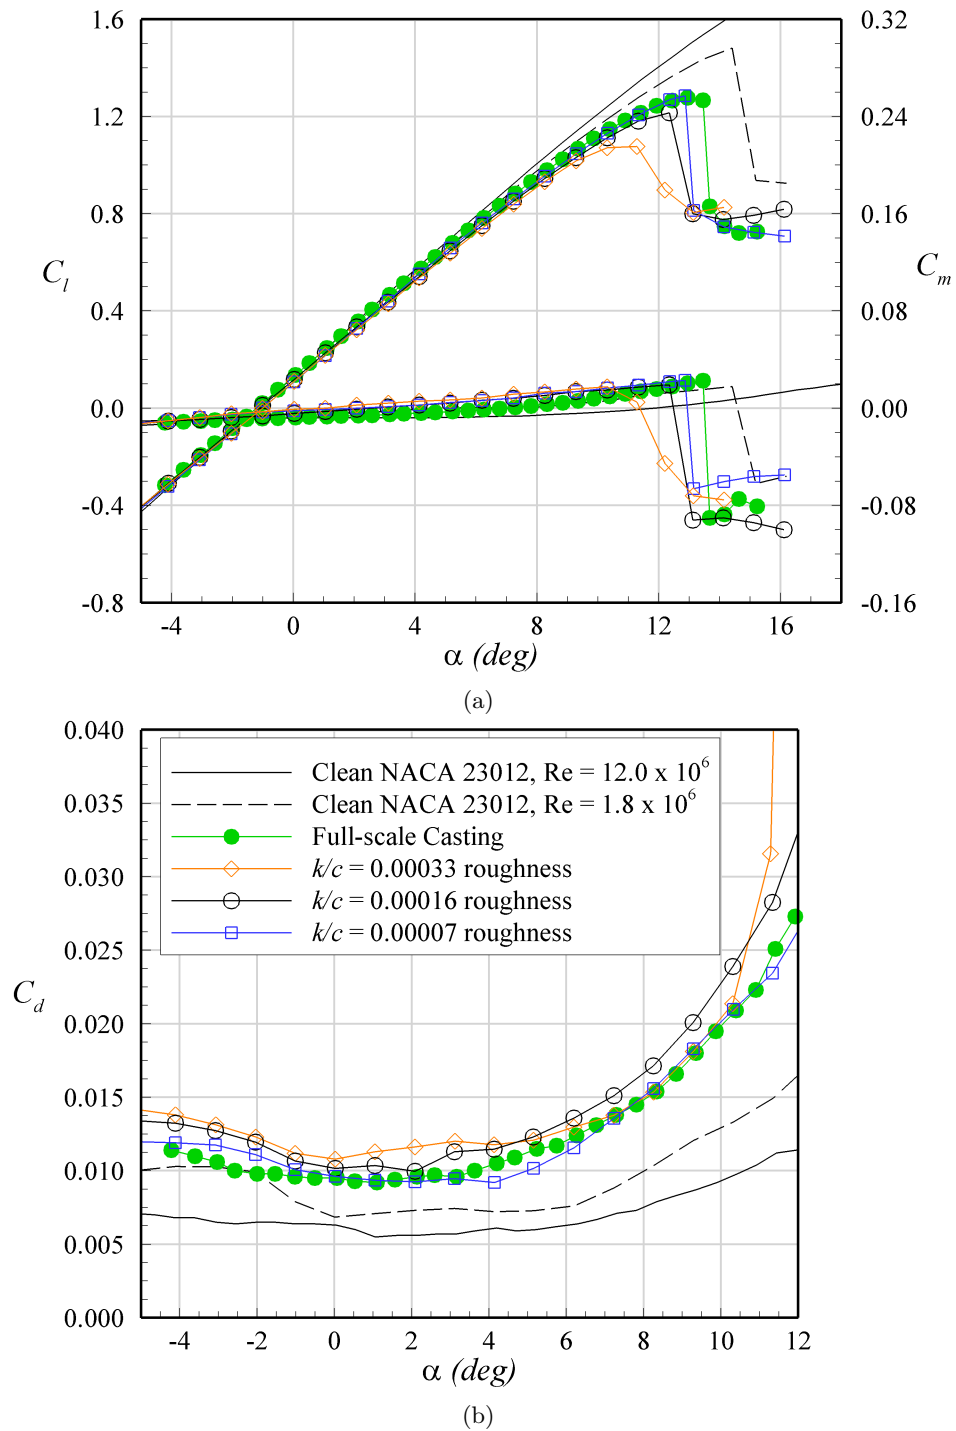 1.6
1.2
0.8
0.4
0.0
-0.4
-0.8
C_l
0.32
0.24
0.16
0.08
0.00
-0.08
-0.16
C_m
-4 0 4 8 12 16
α (deg)
(a)
0.040
0.035
0.030
0.025
0.020
0.015
0.010
0.005
0.000
C_d
Clean NACA 23012, Re = 12.0 x 10⁶
Clean NACA 23012, Re = 1.8 x 10⁶
Full-scale Casting
k/c = 0.00033 roughness
k/c = 0.00016 roughness
k/c = 0.00007 roughness
-4 -2 0 2 4 6 8 10 12
α (deg)
(b)